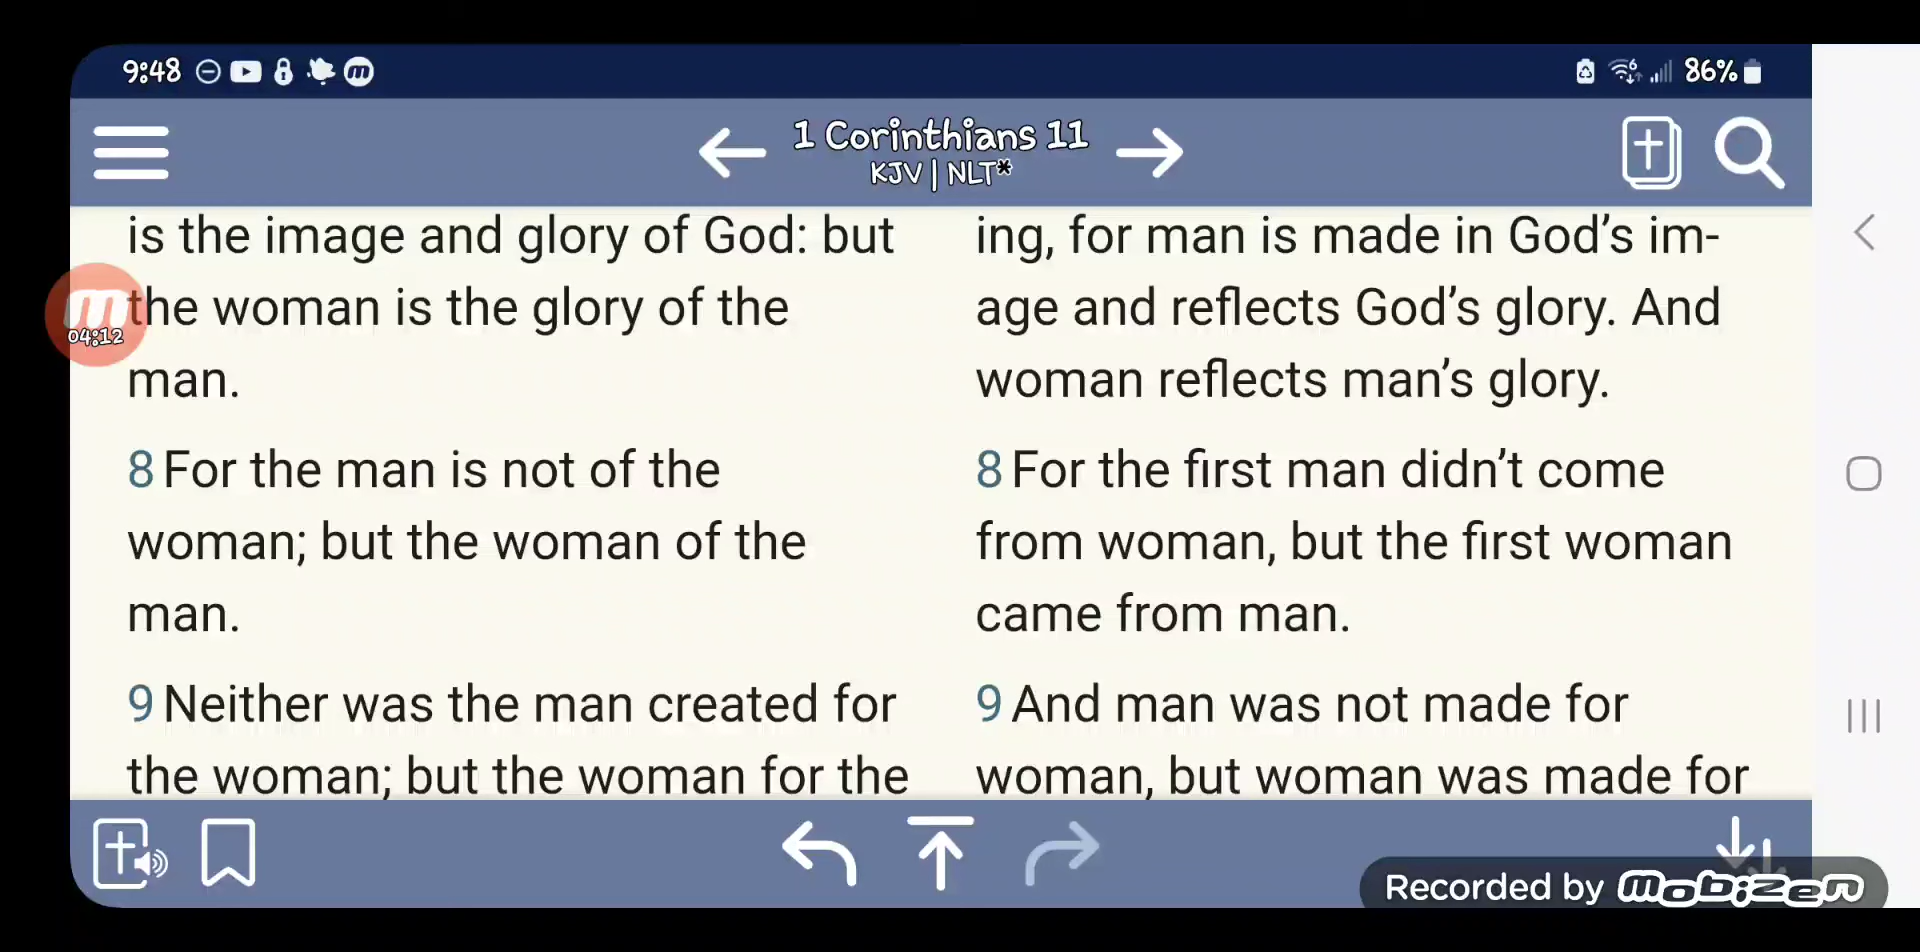 9:48
86%
1 Corinthians 11
KJV | NLT*
is the image and glory of God: but
the woman is the glory of the
man.
8 For the man is not of the
woman; but the woman of the
man.
9 Neither was the man created for
the woman; but the woman for the
ing, for man is made in God's im-
age and reflects God's glory. And
woman reflects man's glory.
8 For the first man didn't come
from woman, but the first woman
came from man.
9 And man was not made for
woman, but woman was made for
04:12
Recorded by Mobizen